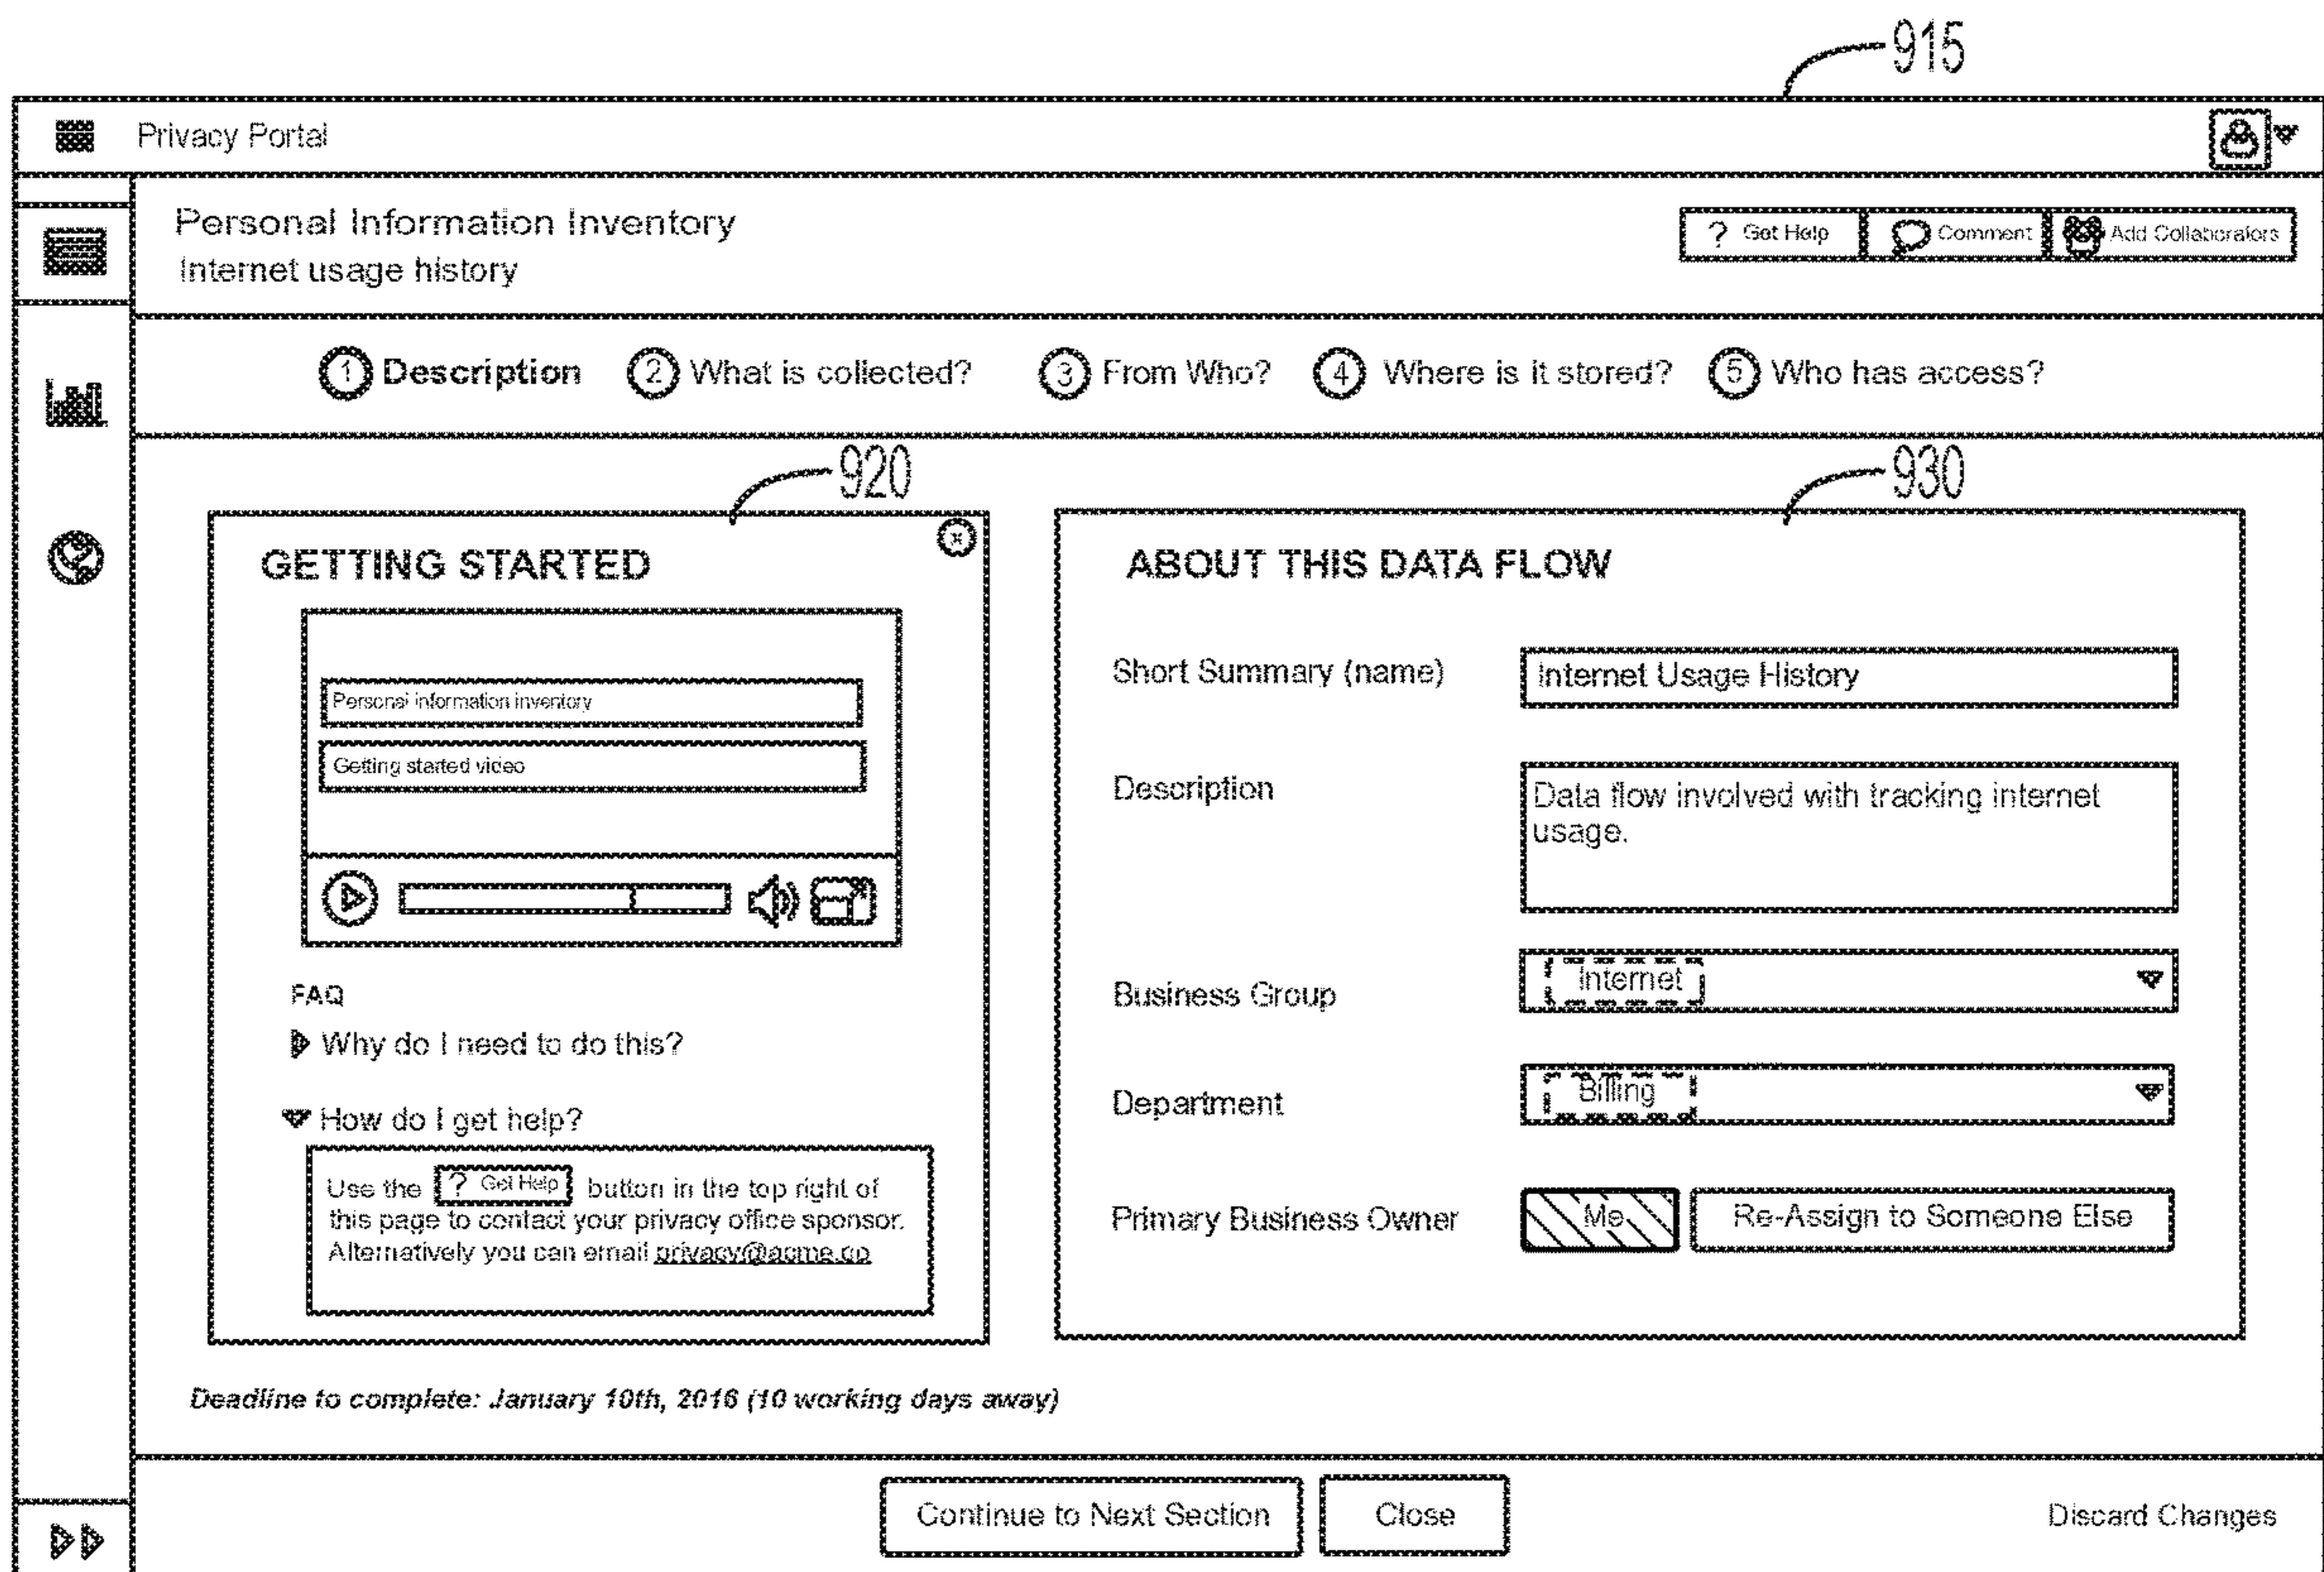 915
Privacy Portal
Personal Information Inventory
Internet usage history
? Get Help
Comment
Add Collaborators
1 Description
2 What is collected?
3 From Who?
4 Where is it stored?
5 Who has access?
920
GETTING STARTED
Personal information inventory
Getting started video
FAQ
Why do I need to do this?
How do I get help?
Use the ? Get Help button in the top right of
this page to contact your privacy office sponsor.
Alternatively you can email privacy@acme.co
930
ABOUT THIS DATA FLOW
Short Summary (name)
Internet Usage History
Description
Data flow involved with tracking internet
usage.
Business Group
Internet
Department
Billing
Primary Business Owner
Me
Re-Assign to Someone Else
Deadline to complete: January 10th, 2016 (10 working days away)
Continue to Next Section
Close
Discard Changes